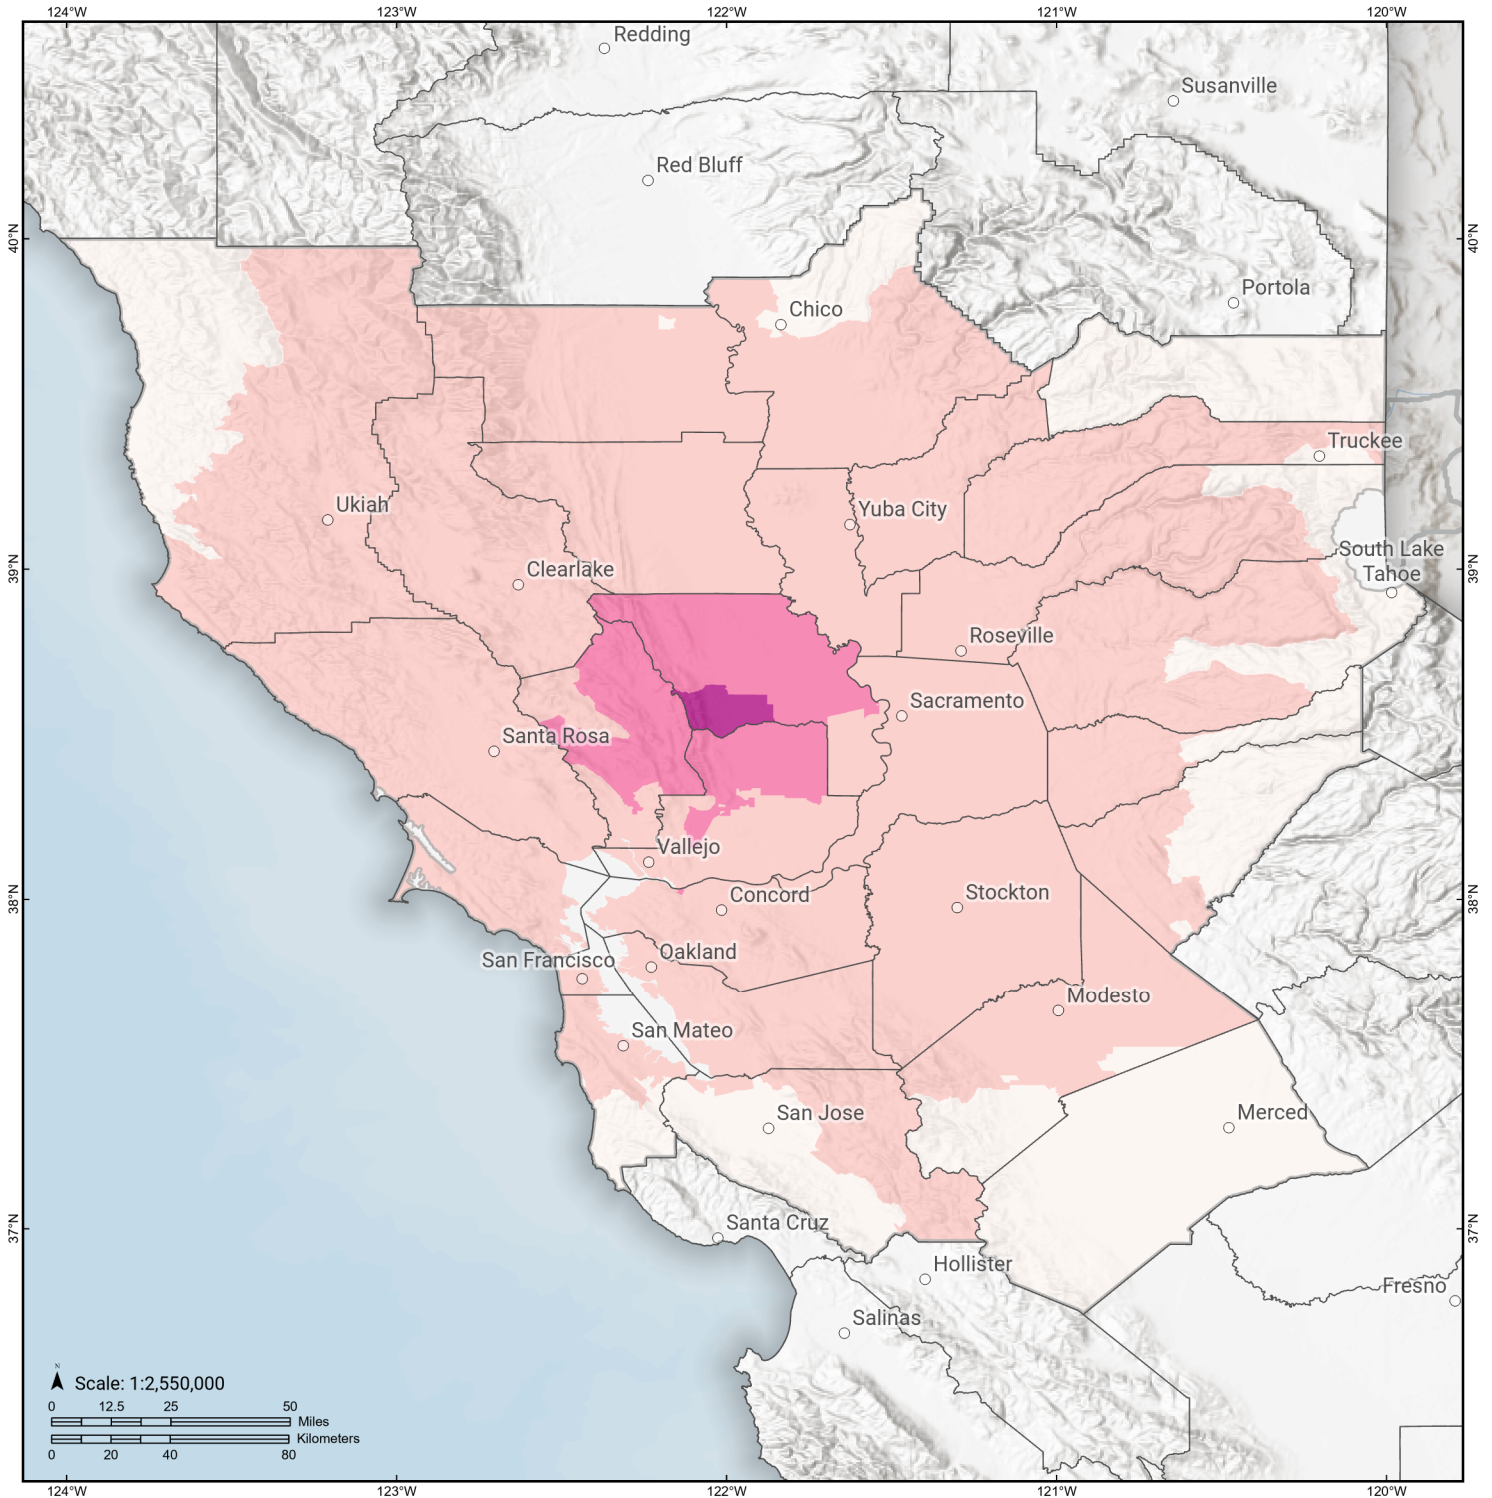 124°W 123°W 122°W 121°W 120°W
Redding
Susanville
Red Bluff
40°N 40°N
Portola
Chico
Truckee
Ukiah
Yuba City
39°N 39°N
South Lake
Tahoe
Clearlake
Roseville
Sacramento
Santa Rosa
Vallejo
38°N 38°N
Concord
Stockton
Oakland
San Francisco
Modesto
San Mateo
San Jose
Merced
37°N 37°N
Santa Cruz
Hollister
Fresno
Salinas
N
Scale: 1:2,550,000
0 12.5 25 50
Miles
Kilometers
0 20 40 80
124°W 123°W 122°W 121°W 120°W